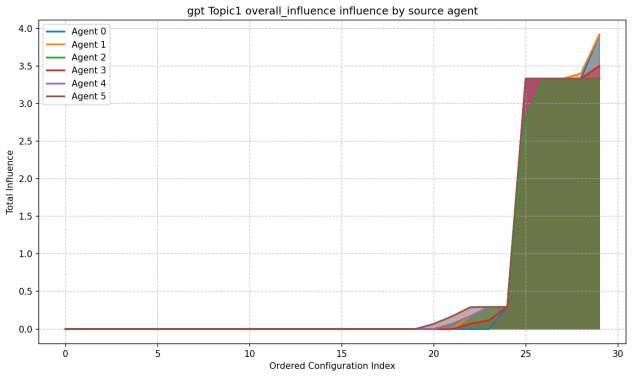 gpt Topic1 overall_influence influence by source agent
Agent 0
Agent 1
Agent 2
Agent 3
Agent 4
Agent 5
Total Influence
4.0
3.5
3.0
2.5
2.0
1.5
1.0
0.5
0.0
0 5 10 15 20 25 30
Ordered Configuration Index